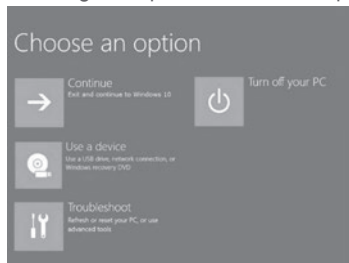 Choose an option
Continue
Exit and continue to Windows 10
Turn off your PC
Use a device
Use a USB drive, network connection, or
Windows recovery DVD
Troubleshoot
Refresh or reset your PC, or use
advanced tools